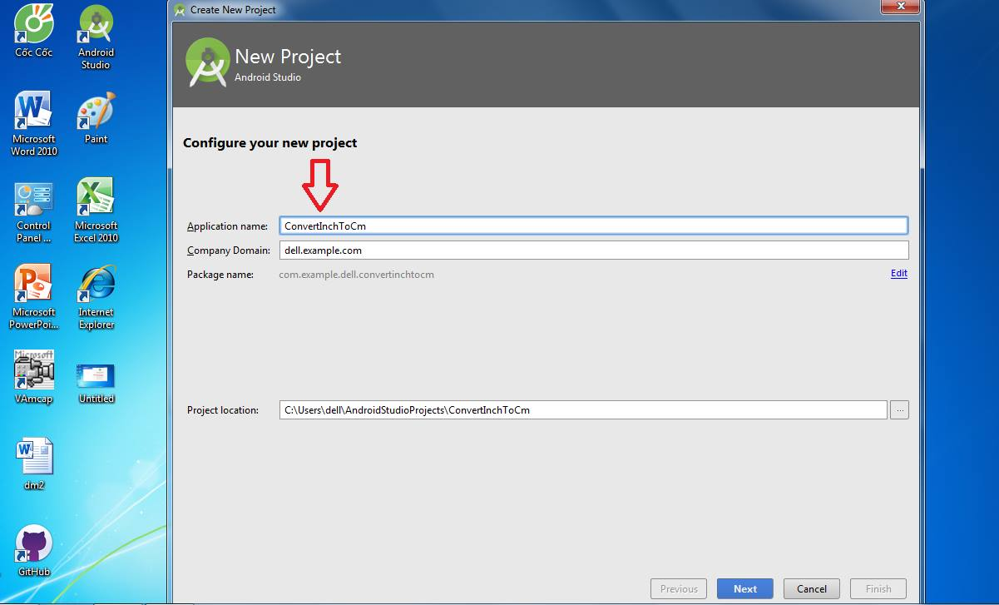 Cốc Cốc
Android
Studio
Microsoft
Word 2010
Paint
Control
Panel ...
Microsoft
Excel 2010
Microsoft
PowerPoi...
Internet
Explorer
Microsoft
VAmcap
Untitled
dm2
GitHub
Create New Project
New Project
Android Studio
Configure your new project
Application name: ConvertInchToCm
Company Domain: dell.example.com
Package name: com.example.dell.convertinchtocm Edit
Project location: C:\Users\dell\AndroidStudioProjects\ConvertInchToCm ...
Previous Next Cancel Finish